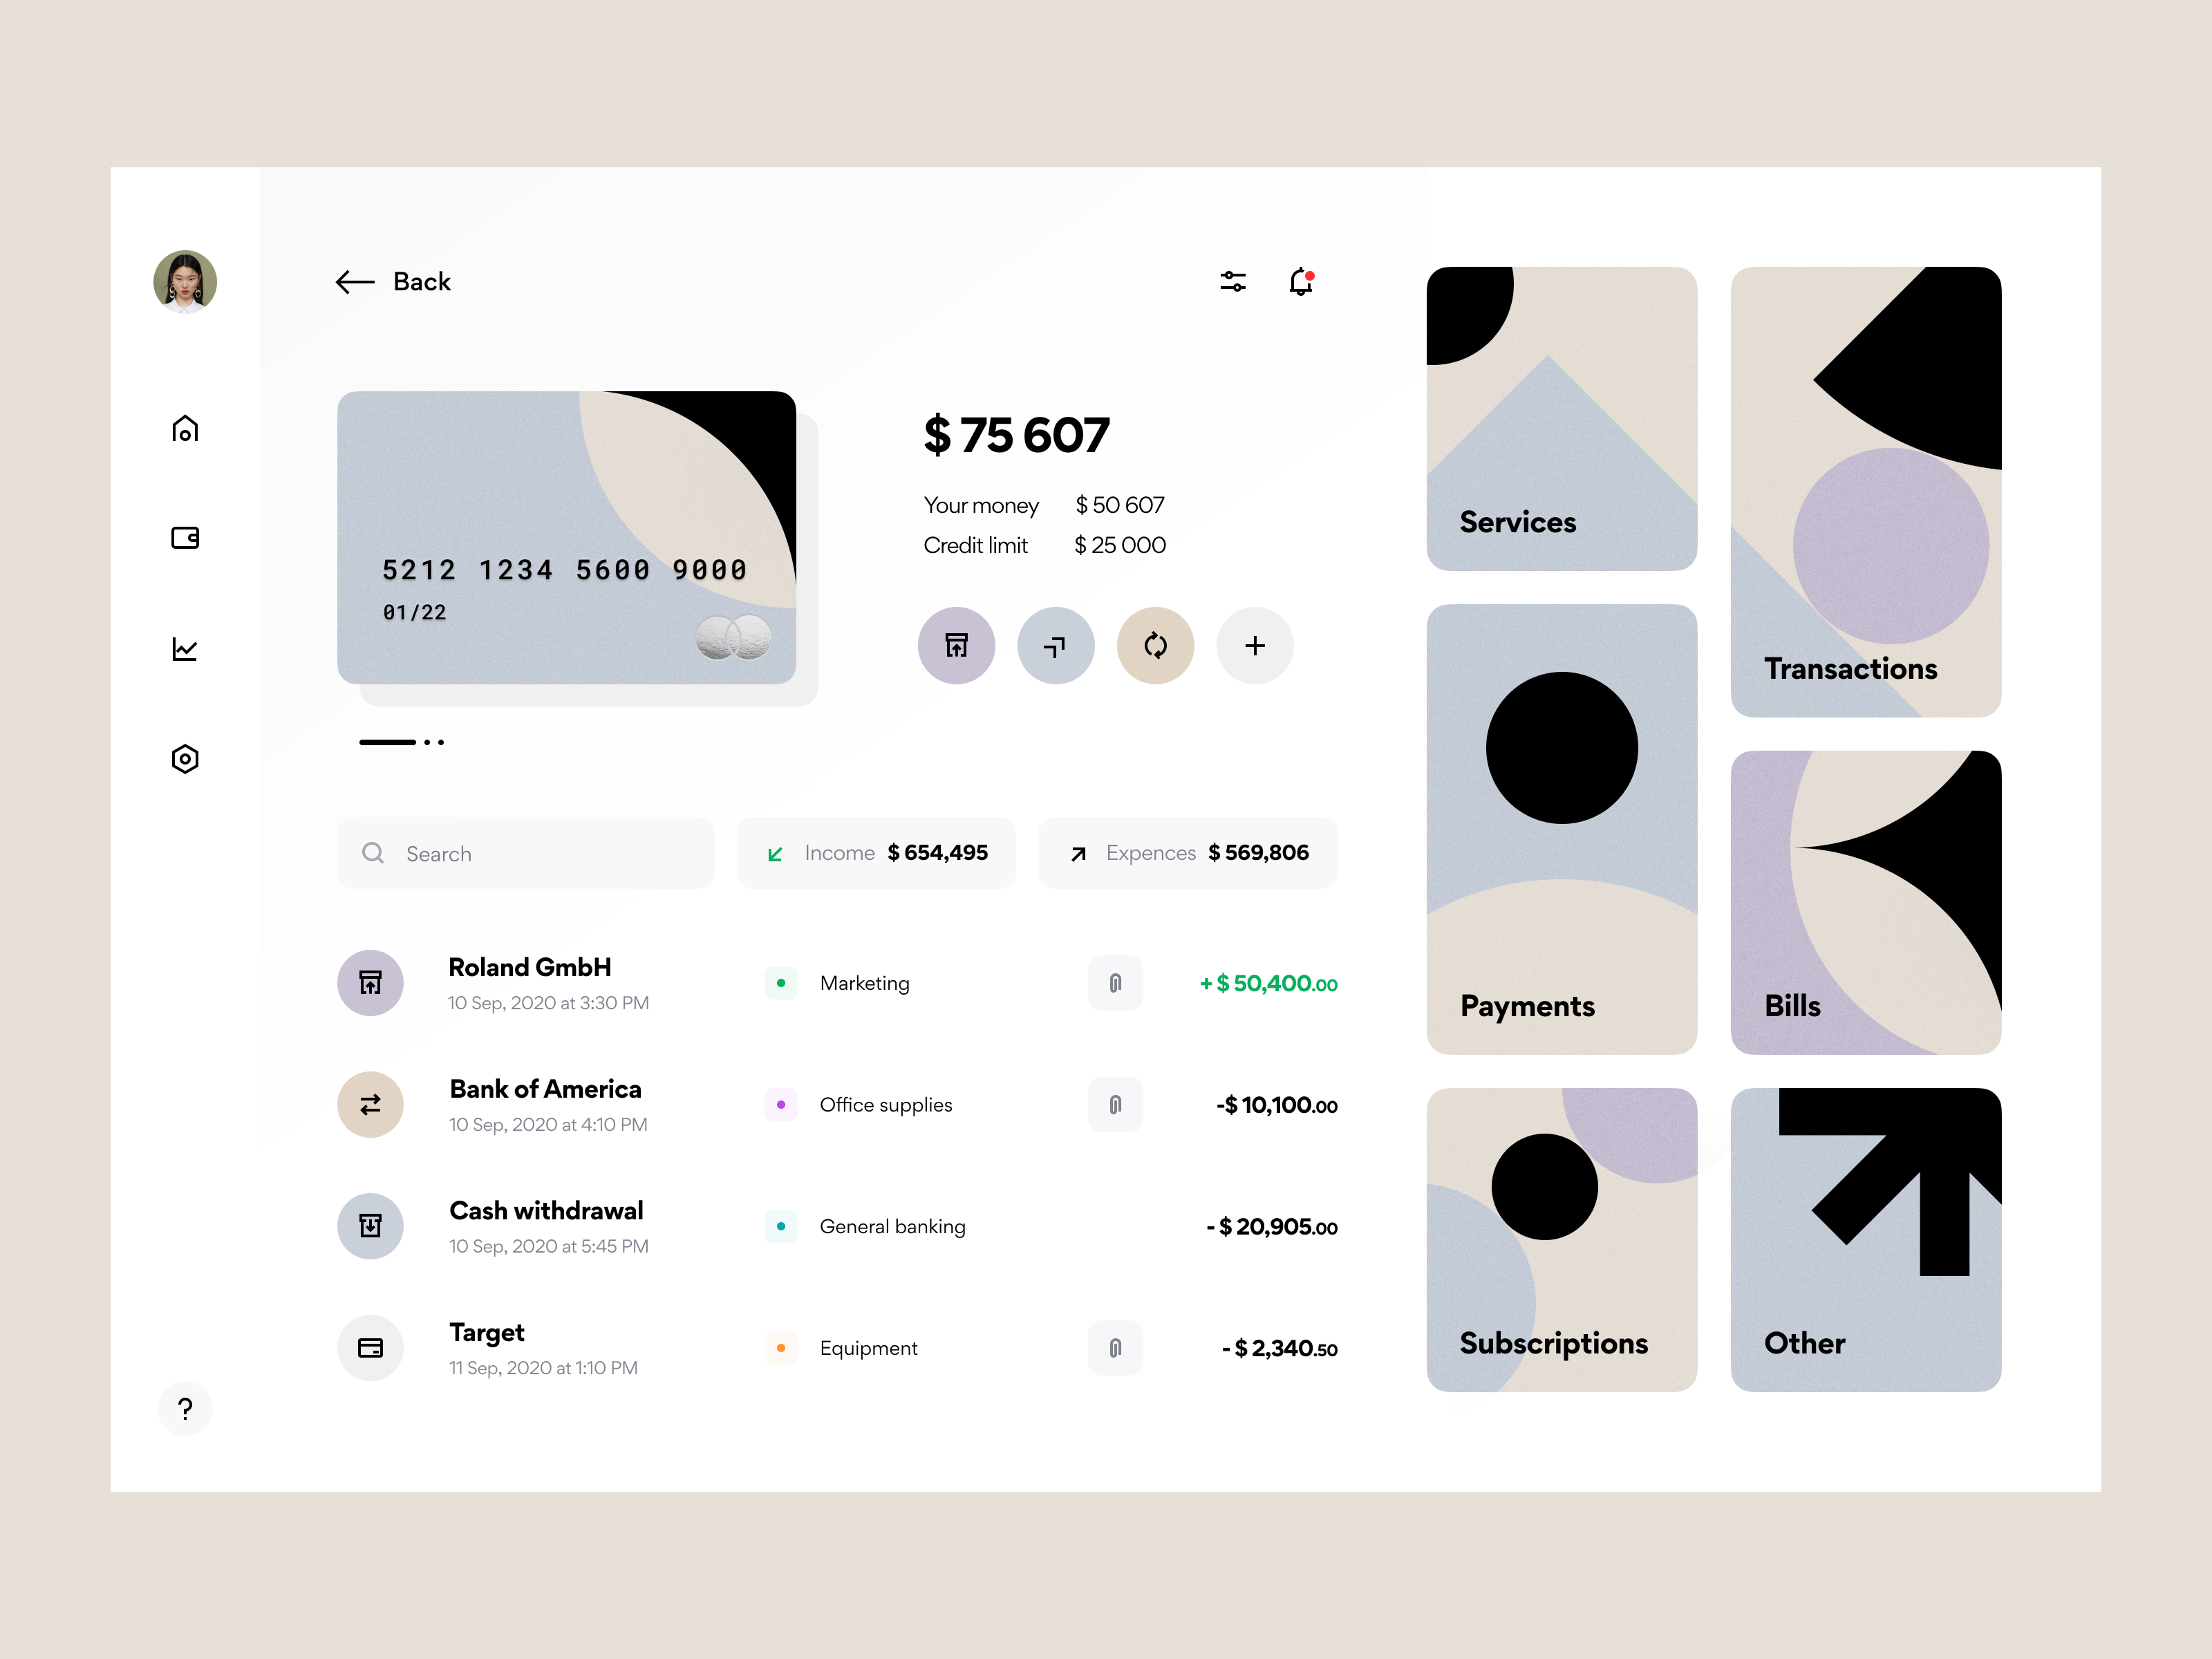 Back
5212 1234 5600 9000
01/22
$ 75 607
Your money $ 50 607
Credit limit $ 25 000
Search
Income $ 654,495
Expences $ 569,806
Roland GmbH
10 Sep, 2020 at 3:30 PM
Marketing
+ $ 50,400.00
Bank of America
10 Sep, 2020 at 4:10 PM
Office supplies
-$ 10,100.00
Cash withdrawal
10 Sep, 2020 at 5:45 PM
General banking
- $ 20,905.00
Target
11 Sep, 2020 at 1:10 PM
Equipment
- $ 2,340.50
?
Services
Transactions
Payments
Bills
Subscriptions
Other